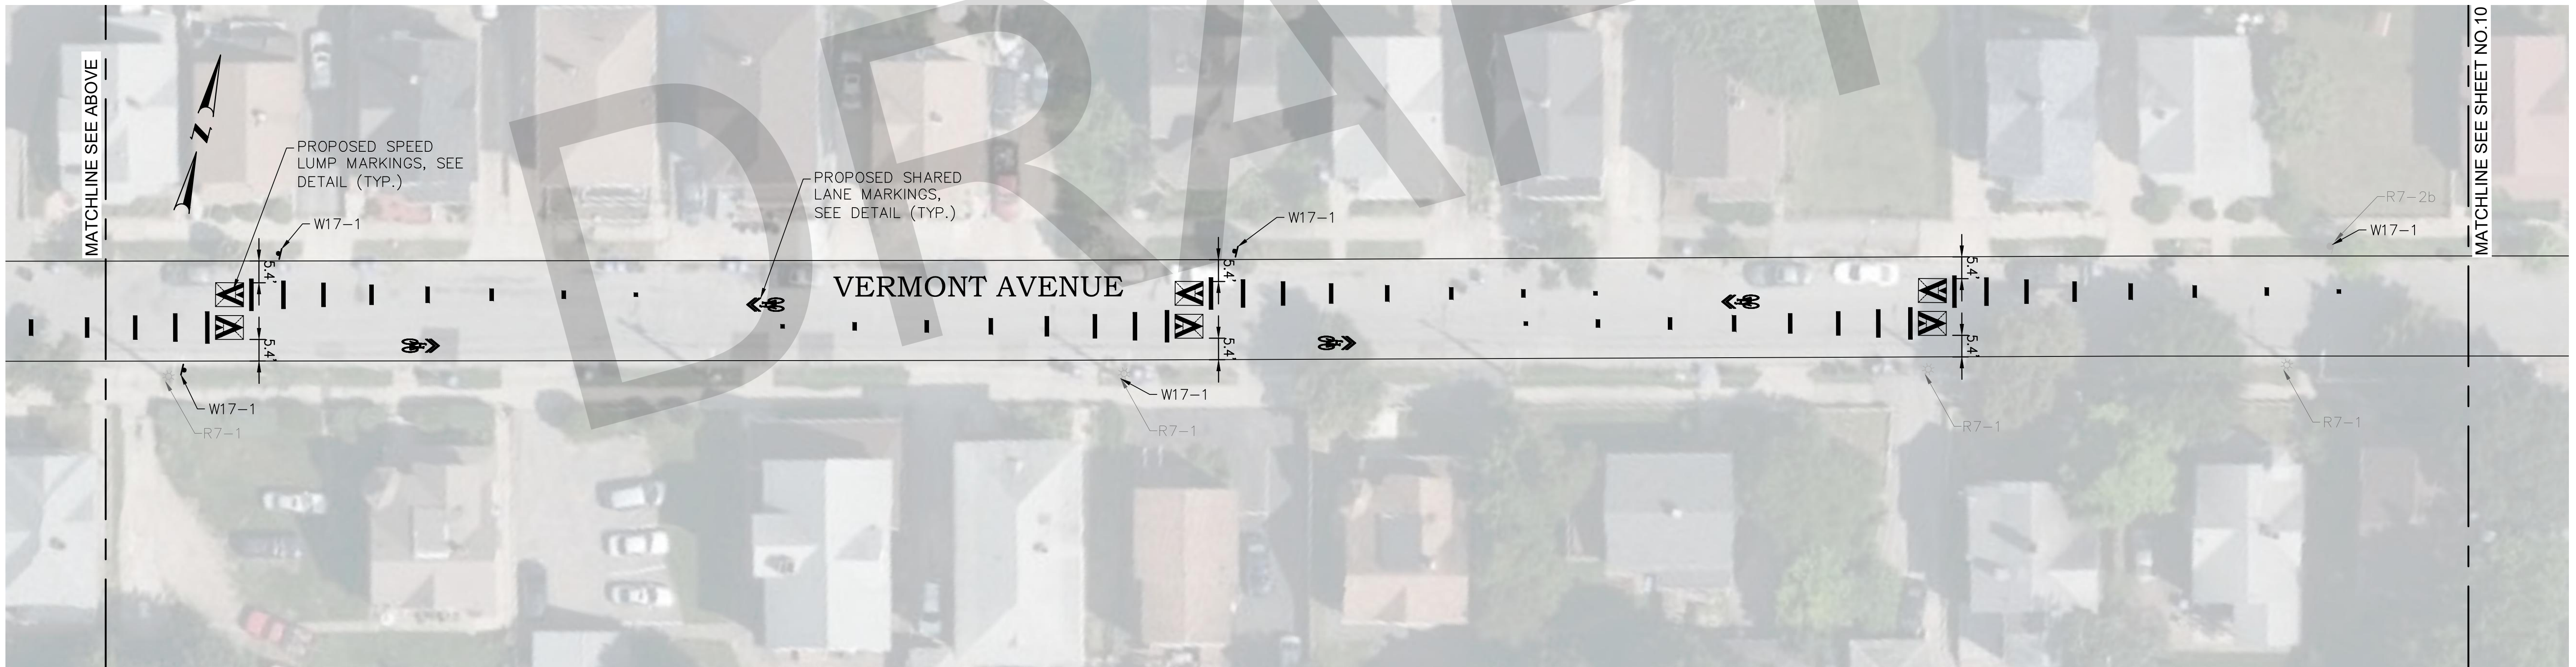 DRAFT
MATCHLINE SEE ABOVE
N
PROPOSED SPEED
LUMP MARKINGS, SEE
DETAIL (TYP.)
W17-1
PROPOSED SHARED
LANE MARKINGS,
SEE DETAIL (TYP.)
W17-1
R7-2b
W17-1
MATCHLINE SEE SHEET NO.10
5.4'
5.4'
5.4'
VERMONT AVENUE
5.4'
5.4'
5.4'
W17-1
R7-1
W17-1
R7-1
R7-1
R7-1